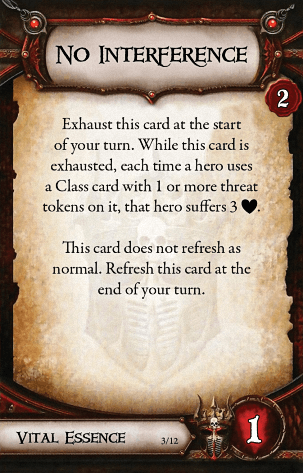 No Interference
2
Exhaust this card at the start
of your turn. While this card is
exhausted, each time a hero uses
a Class card with 1 or more threat
tokens on it, that hero suffers 3 ♥.
This card does not refresh as
normal. Refresh this card at the
end of your turn.
Vital Essence
3/12
1